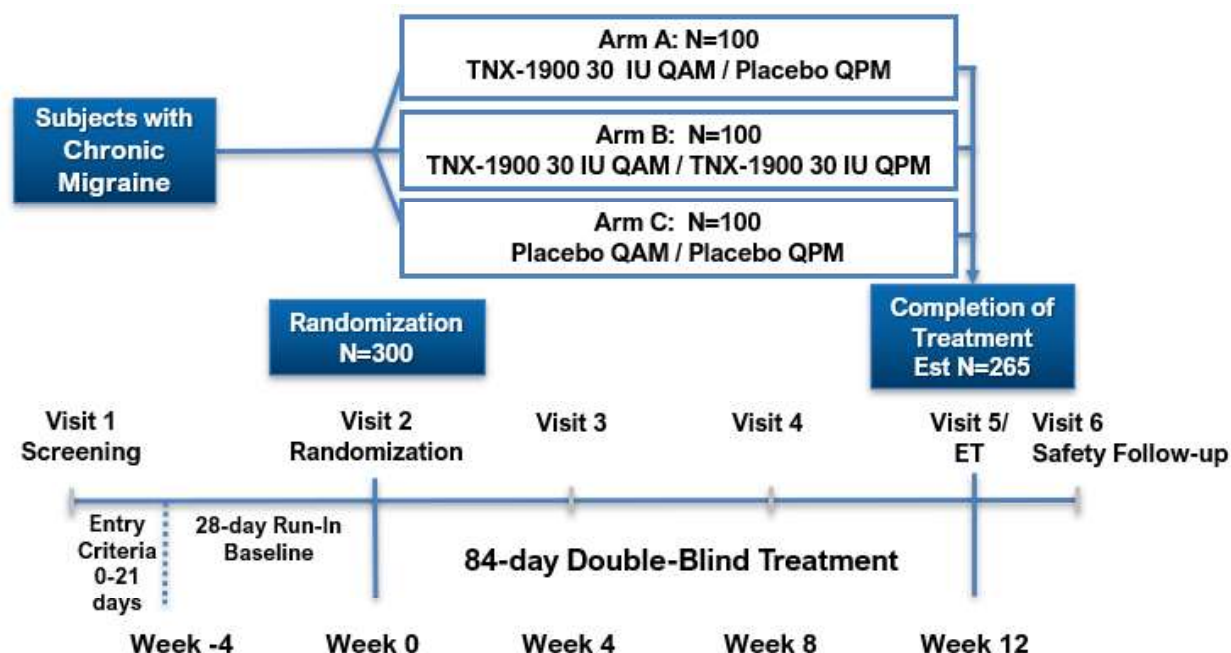 Arm A: N=100
TNX-1900 30 IU QAM / Placebo QPM
Subjects with
Chronic
Migraine
Arm B: N=100
TNX-1900 30 IU QAM / TNX-1900 30 IU QPM
Arm C: N=100
Placebo QAM / Placebo QPM
Randomization
N=300
Completion of
Treatment
Est N=265
Visit 1
Screening
Visit 2
Randomization
Visit 3
Visit 4
Visit 5/
ET
Visit 6
Safety Follow-up
Entry
Criteria
0-21
days
28-day Run-In
Baseline
84-day Double-Blind Treatment
Week -4
Week 0
Week 4
Week 8
Week 12